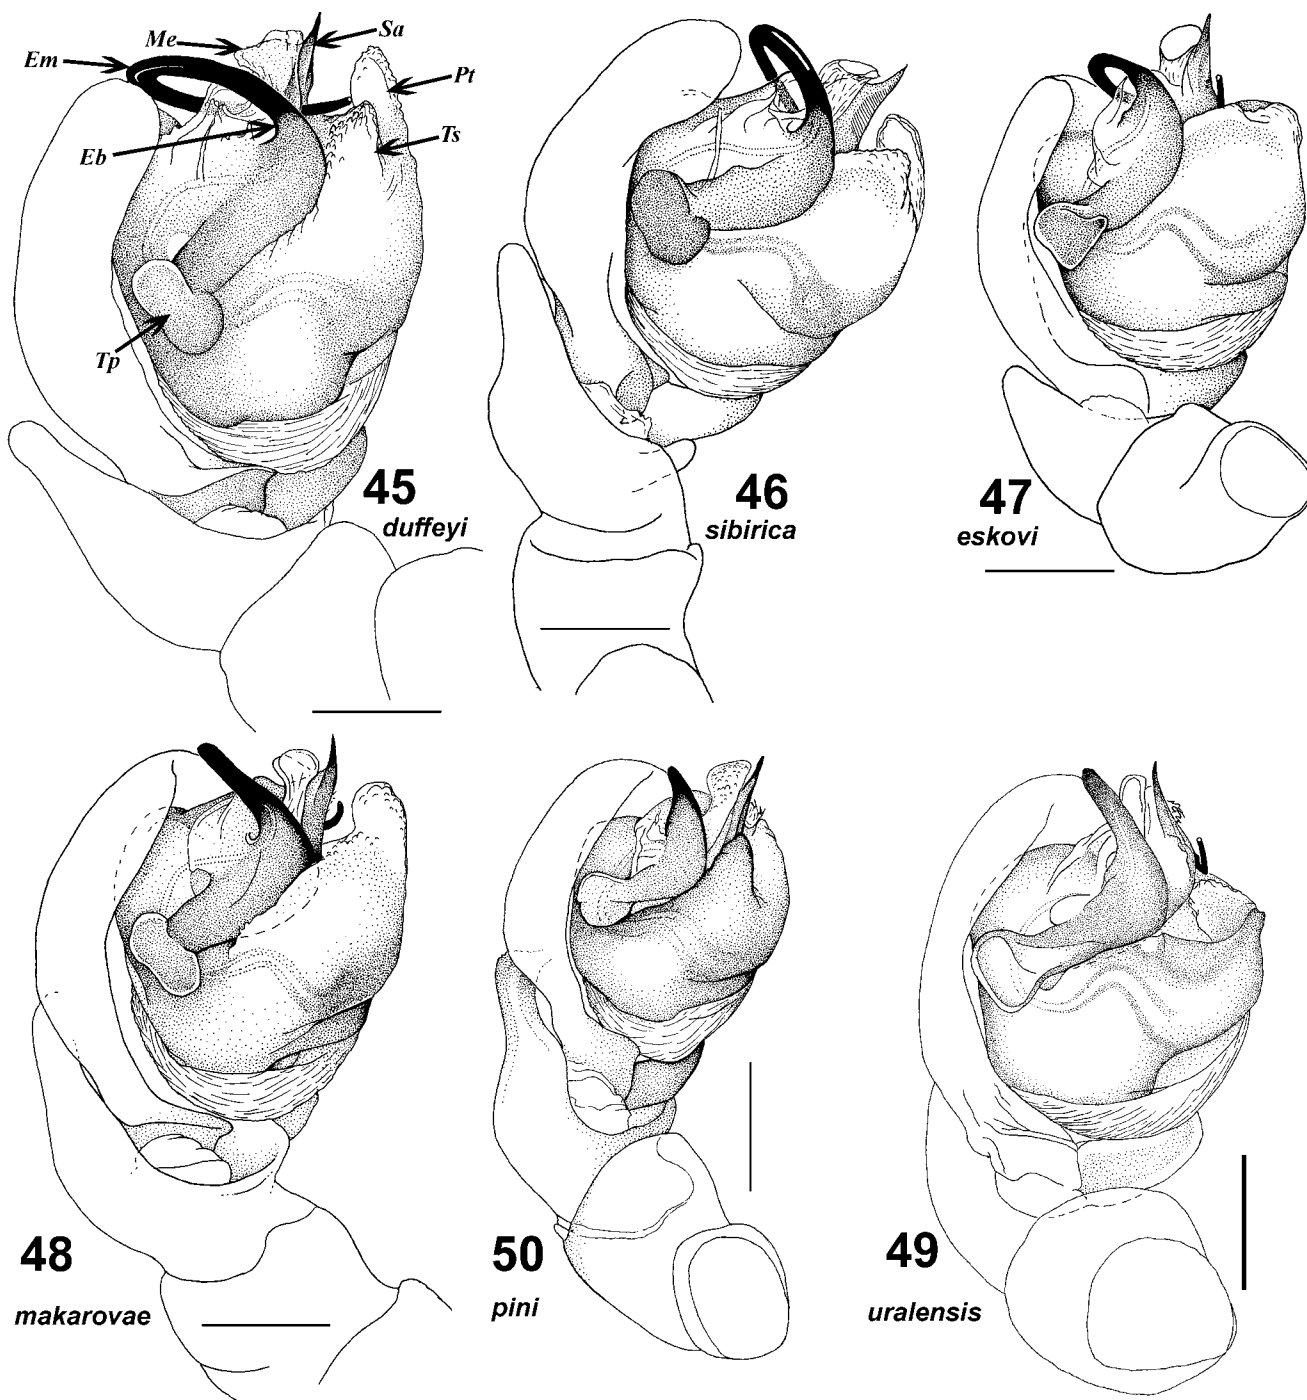 Em
Me
Sa
Pt
Eb
Ts
Tp
45
duffeyi
46
sibirica
47
eskovi
48
makarovae
50
pini
49
uralensis